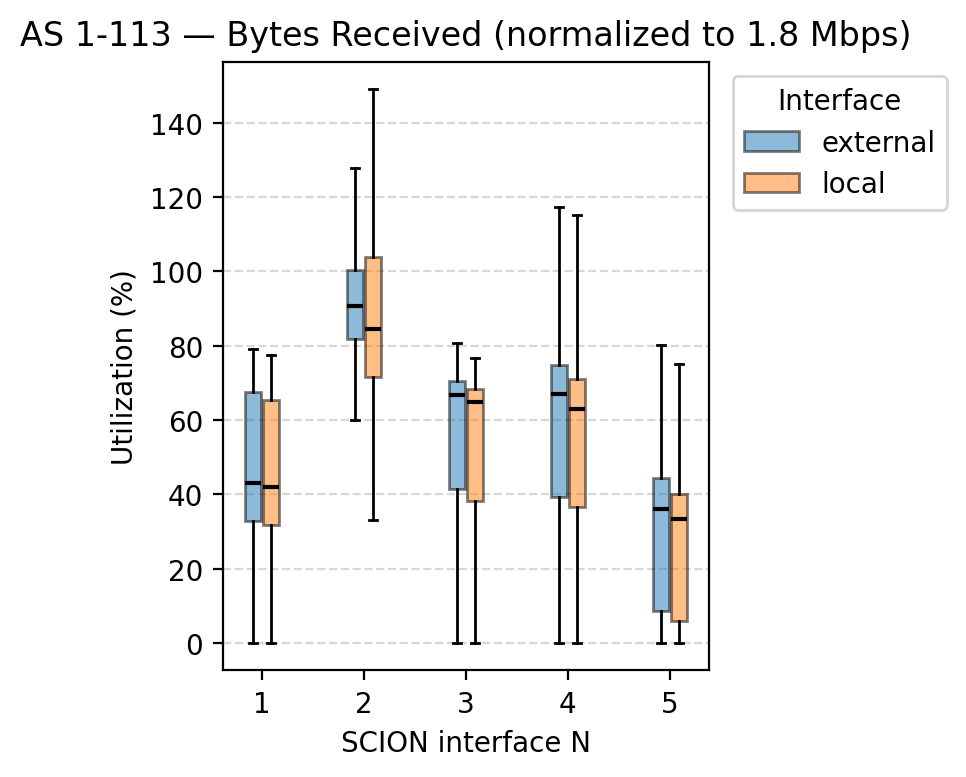 AS 1-113 — Bytes Received (normalized to 1.8 Mbps)
Interface
external
local
Utilization (%)
140
120
100
80
60
40
20
0
1 2 3 4 5
SCION interface N